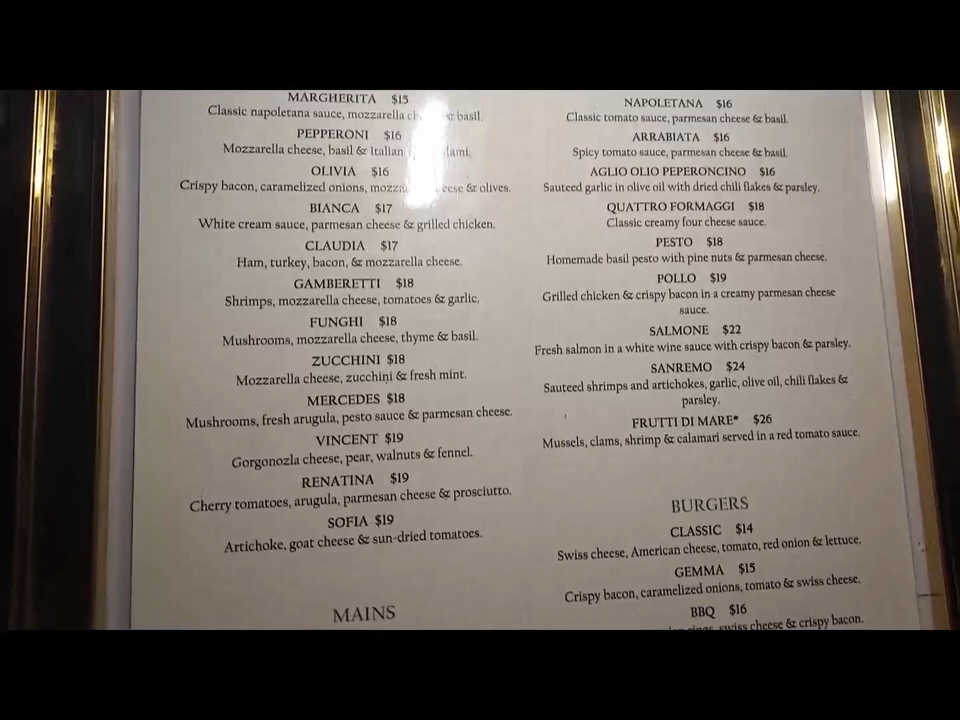 MARGHERITA $15
Classic napoletana sauce, mozzarella & basil.
PEPPERONI $16
Mozzarella cheese, basil & Italian
OLIVIA $16
Crispy bacon, caramelized onions, & olives.
BIANCA $17
White cream sauce, parmesan cheese & grilled chicken.
CLAUDIA $17
Ham, turkey, bacon, & mozzarella cheese.
GAMBERETTI $18
Shrimps, mozzarella cheese, tomatoes & garlic.
FUNGHI $18
Mushrooms, mozzarella cheese, thyme & basil.
ZUCCHINI $18
Mozzarella cheese, zucchini & fresh mint.
MERCEDES $18
Mushrooms, fresh arugula, pesto sauce & parmesan cheese.
VINCENT $19
Gorgonozla cheese, pear, walnuts & fennel.
RENATINA $19
Cherry tomatoes, arugula, parmesan cheese & prosciutto.
SOFIA $19
Artichoke, goat cheese & sun-dried tomatoes.
MAINS
NAPOLETANA $16
Classic tomato sauce, parmesan cheese & basil.
ARRABIATA $16
Spicy tomato sauce, parmesan cheese & basil.
AGLIO OLIO PEPERONCINO $16
Sauteed garlic in olive oil with dried chili flakes & parsley.
QUATTRO FORMAGGI $18
Classic creamy four cheese sauce.
PESTO $18
Homemade basil pesto with pine nuts & parmesan cheese.
POLLO $19
Grilled chicken & crispy bacon in a creamy parmesan cheese
sauce.
SALMONE $22
Fresh salmon in a white wine sauce with crispy bacon & parsley.
SANREMO $24
Sauteed shrimps and artichokes, garlic, olive oil, chili flakes &
parsley.
FRUTTI DI MARE* $26
Mussels, clams, shrimp & calamari served in a red tomato sauce.
BURGERS
CLASSIC $14
Swiss cheese, American cheese, tomato, red onion & lettuce.
GEMMA $15
Crispy bacon, caramelized onions, tomato & swiss cheese.
BBQ $16
swiss cheese & crispy bacon.